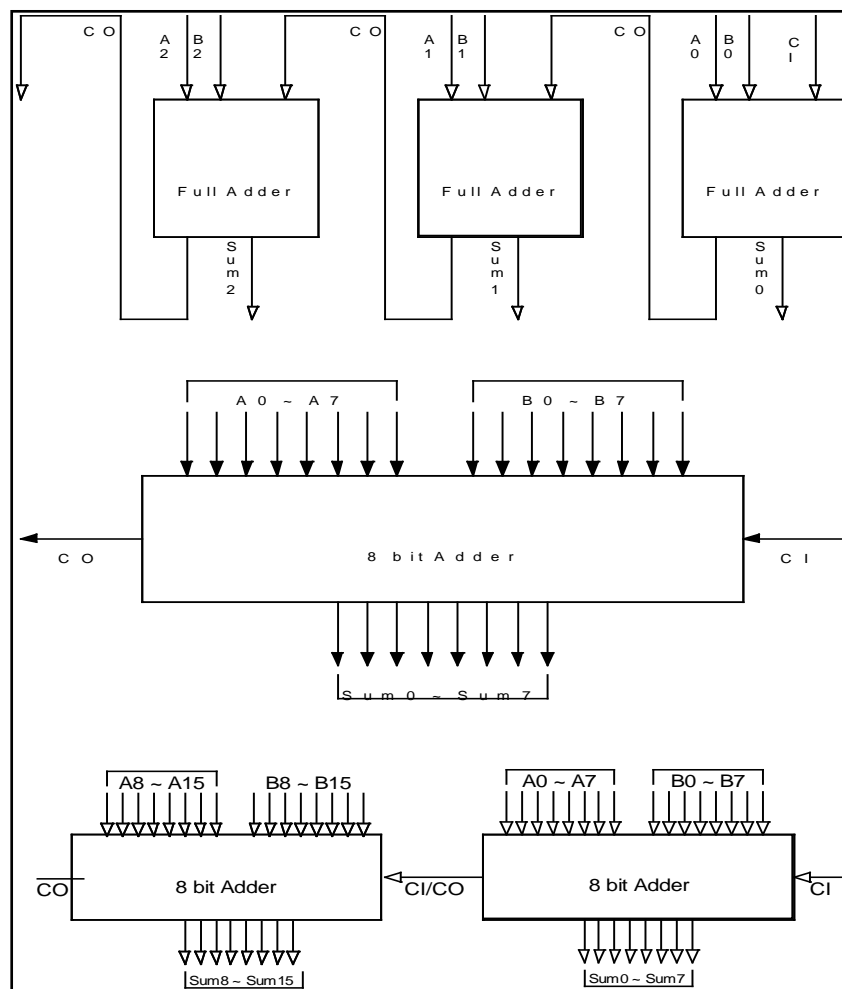 CO
A2
B2
CO
A1
B1
CO
A0
B0
CI
Full Adder
Full Adder
Full Adder
Sum2
Sum1
Sum0
A0 ~ A7
B0 ~ B7
CO
8 bit Adder
CI
Sum0 ~ Sum7
A8 ~ A15
B8 ~ B15
A0 ~ A7
B0 ~ B7
CO
8 bit Adder
CI/CO
8 bit Adder
CI
Sum8 ~ Sum15
Sum0 ~ Sum7